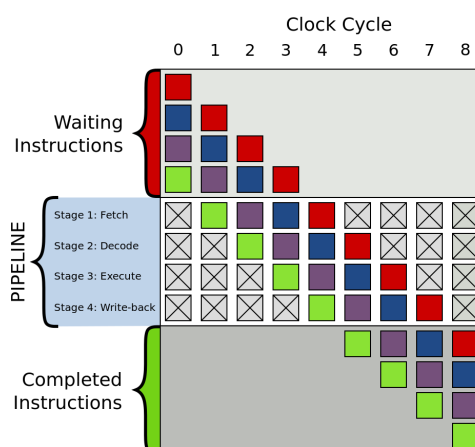 Clock Cycle
0 1 2 3 4 5 6 7 8
Waiting
Instructions
PIPELINE
Stage 1: Fetch
Stage 2: Decode
Stage 3: Execute
Stage 4: Write-back
Completed
Instructions